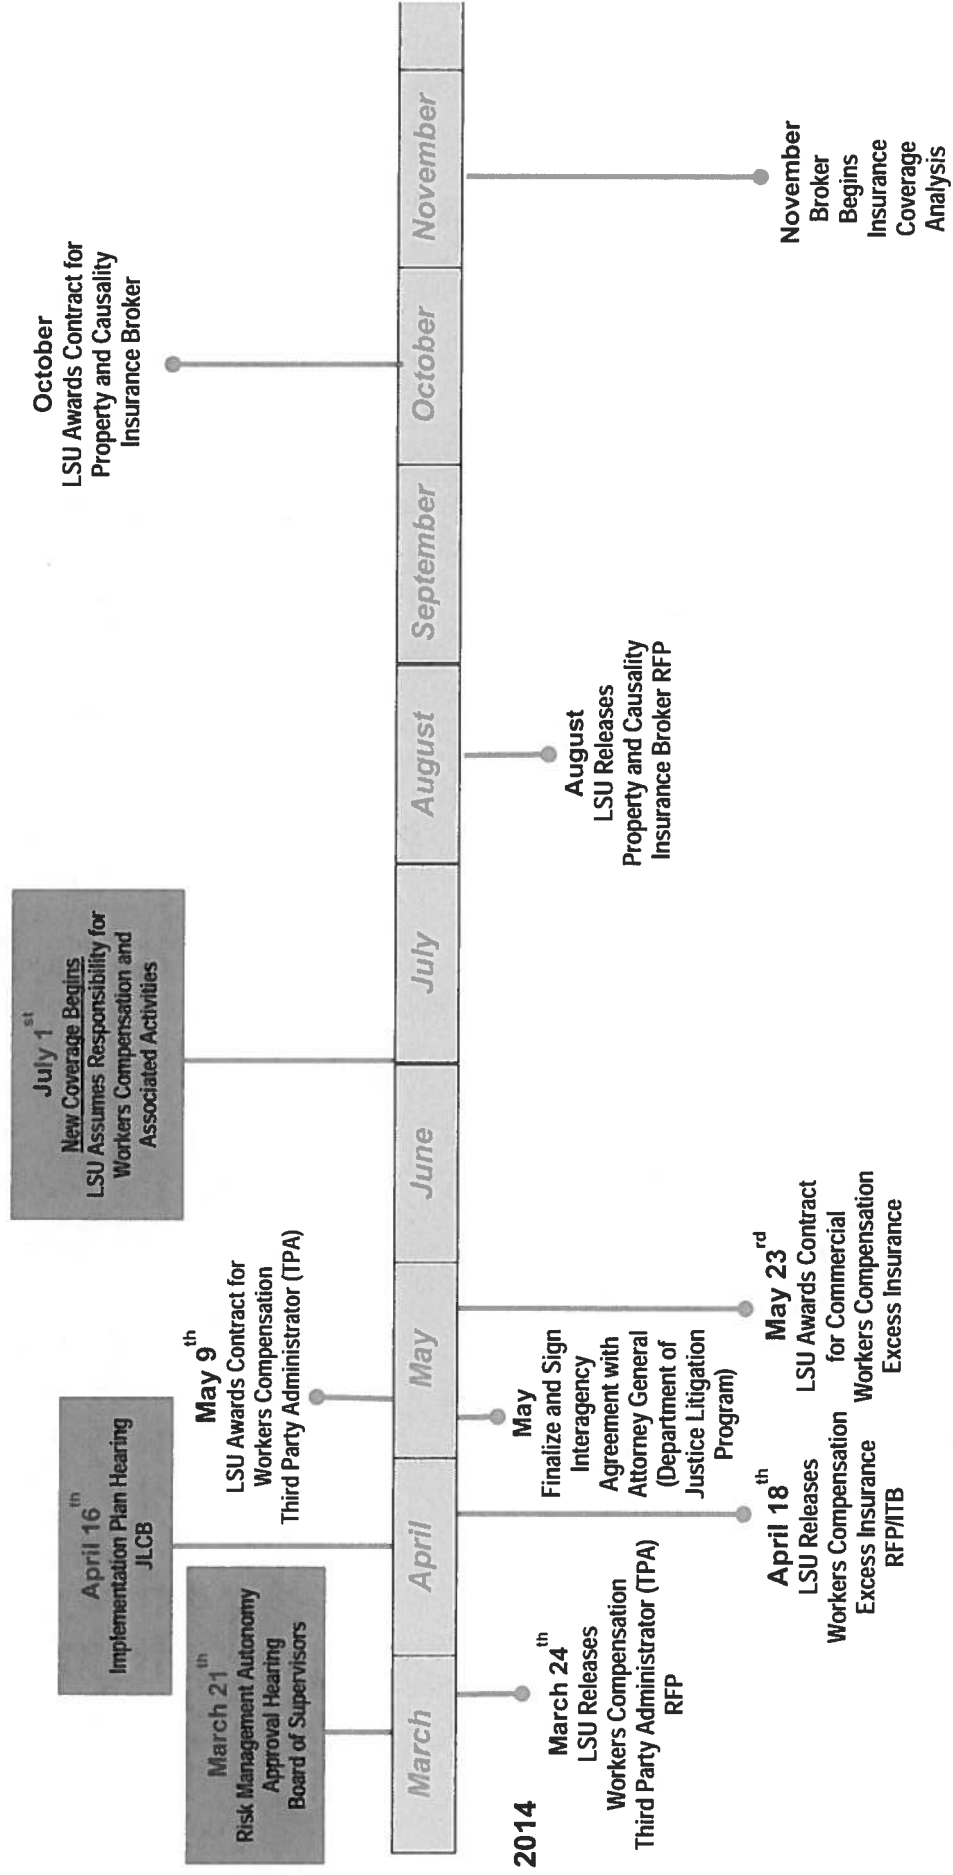 March 21th
Risk Management Autonomy
Approval Hearing
Board of Supervisors
April 16th
Implementation Plan Hearing
JLCB
May 9th
LSU Awards Contract for
Workers Compensation
Third Party Administrator (TPA)
July 1st
New Coverage Begins
LSU Assumes Responsibility for
Workers Compensation and
Associated Activities
October
LSU Awards Contract for
Property and Causality
Insurance Broker
March
April
May
June
July
August
September
October
November
2014
March 24th
LSU Releases
Workers Compensation
Third Party Administrator (TPA)
RFP
April 18th
LSU Releases
Workers Compensation
Excess Insurance
RFP/ITB
May
Finalize and Sign
Interagency
Agreement with
Attorney General
(Department of
Justice Litigation
Program)
May 23rd
LSU Awards Contract
for Commercial
Workers Compensation
Excess Insurance
August
LSU Releases
Property and Causality
Insurance Broker RFP
November
Broker
Begins
Insurance
Coverage
Analysis